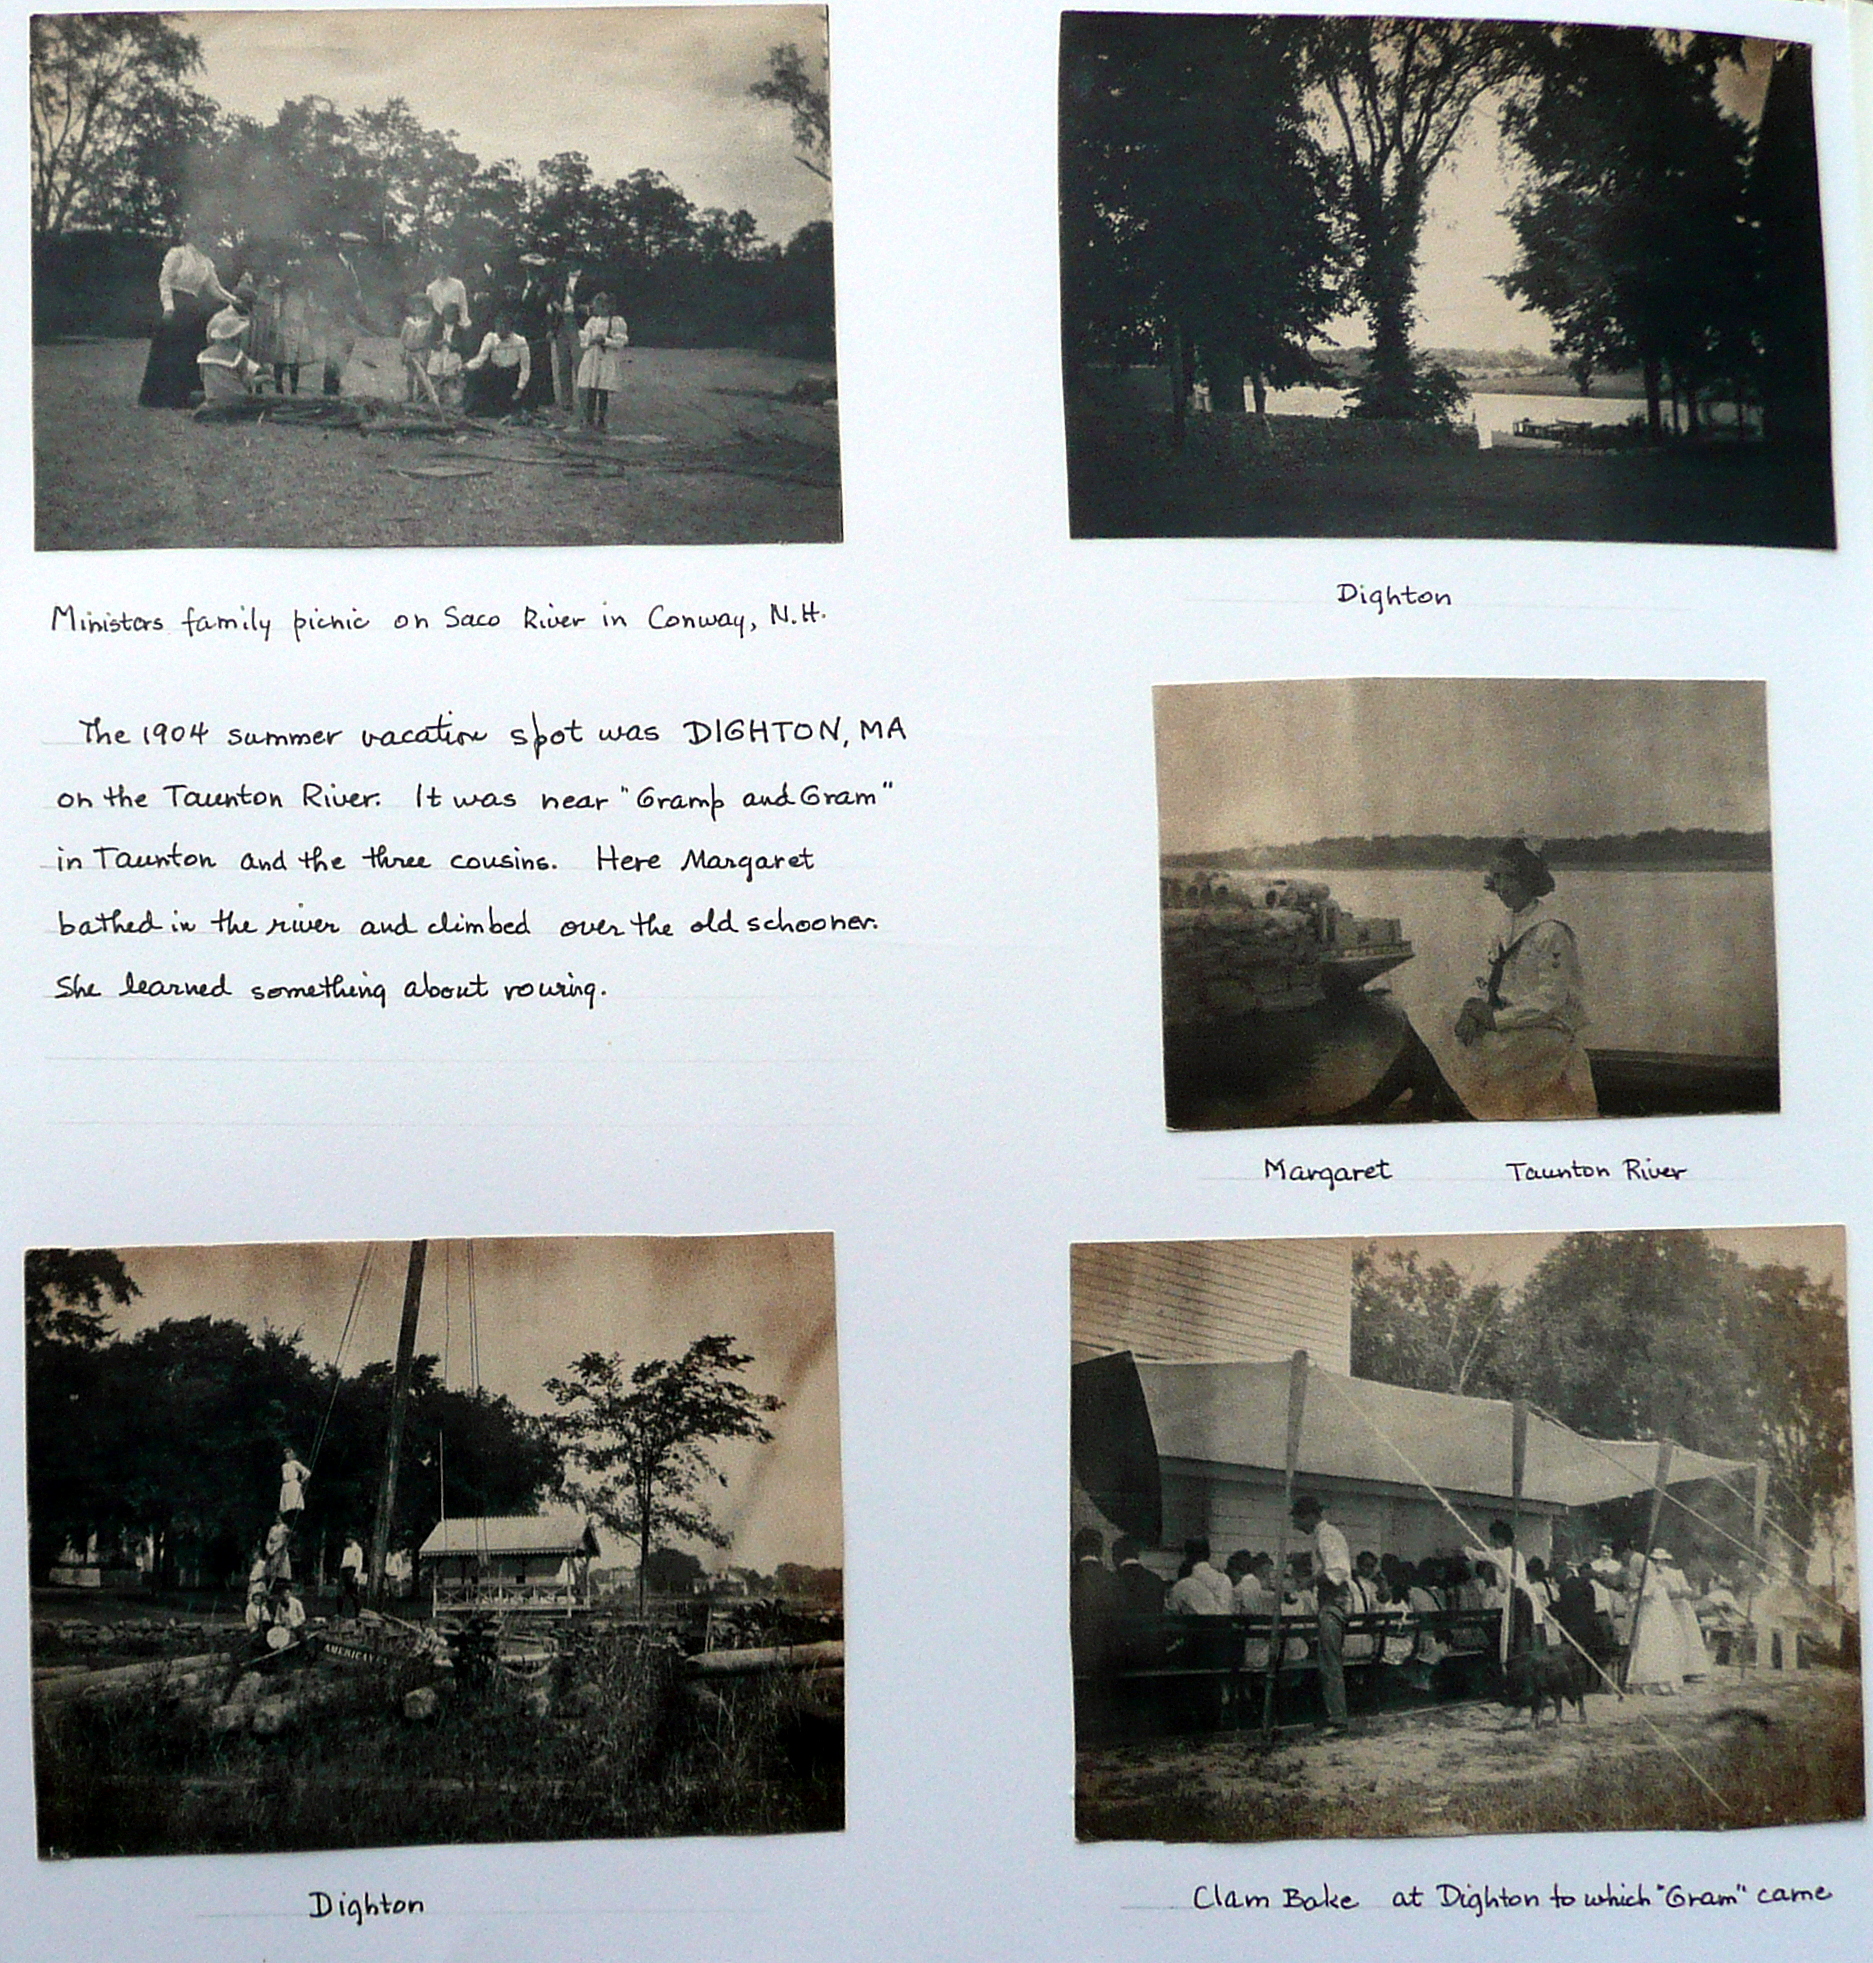 Ministers family picnic on Saco River in Conway, N.H.
The 1904 summer vacation spot was DIGHTON, MA
on the Taunton River. It was near "Gramp and Gram"
in Taunton and the three cousins. Here Margaret
bathed in the river and climbed over the old schooner.
She learned something about rowing.
Dighton
Margaret Taunton River
AMERICAN
Dighton
Clam Bake at Dighton to which "Gram" came